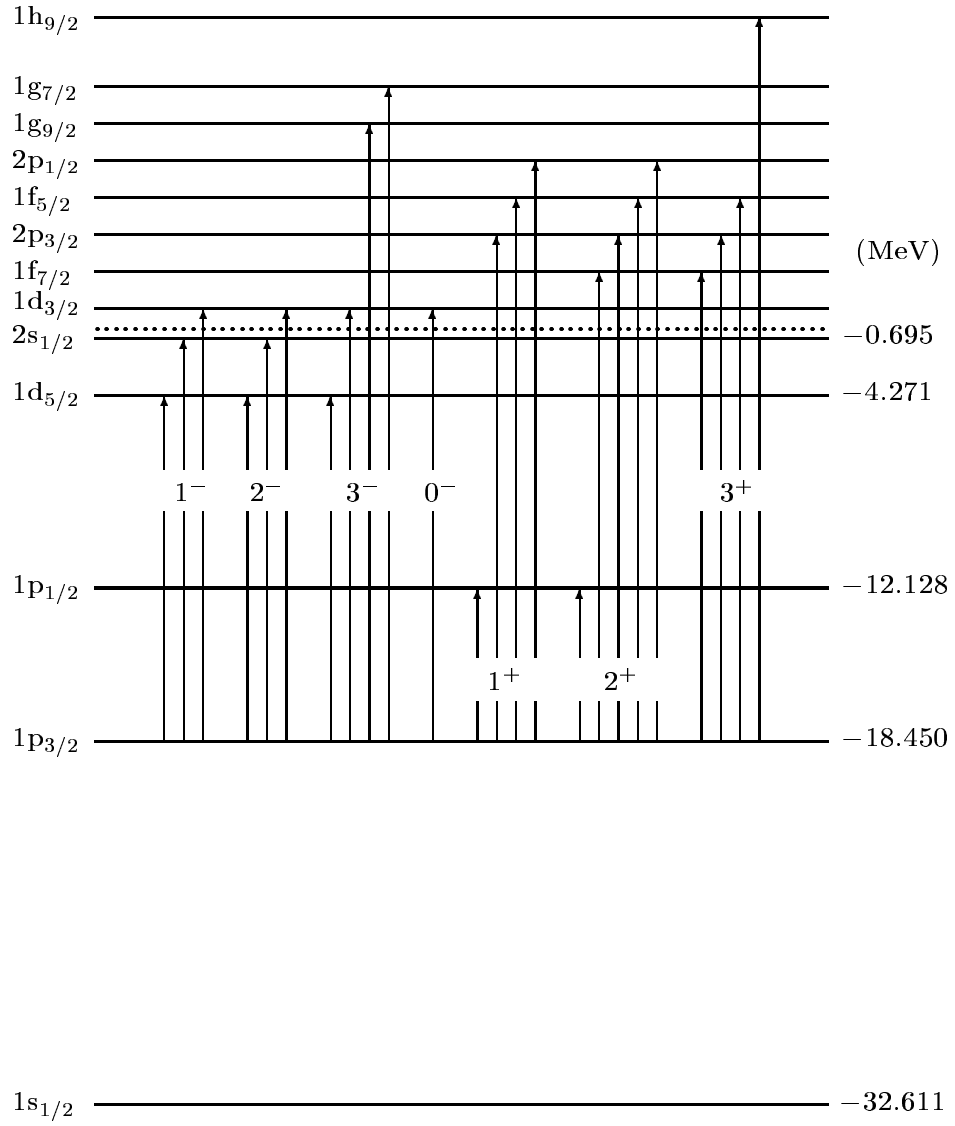 1h₉/₂
1g₇/₂
1g₉/₂
2p₁/₂
1f₅/₂
2p₃/₂
(MeV)
1f₇/₂
1d₃/₂
2s₁/₂ −0.695
1d₅/₂ −4.271
1⁻ 2⁻ 3⁻ 0⁻ 3⁺
1p₁/₂ −12.128
1⁺ 2⁺
1p₃/₂ −18.450
1s₁/₂ −32.611